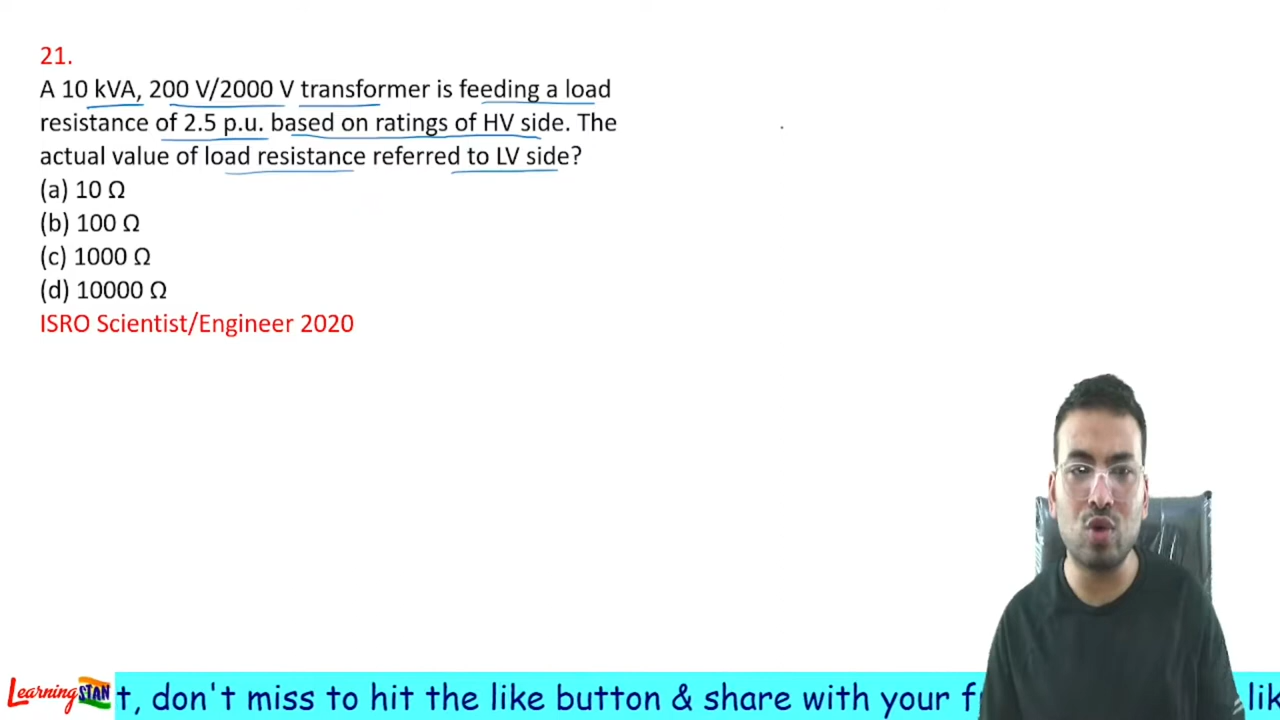 21.
A 10 kVA, 200 V/2000 V transformer is feeding a load
resistance of 2.5 p.u. based on ratings of HV side. The
actual value of load resistance referred to LV side?
(a) 10 Ω
(b) 100 Ω
(c) 1000 Ω
(d) 10000 Ω
ISRO Scientist/Engineer 2020
Learning STAN
t, don't miss to hit the like button & share with your f
lik